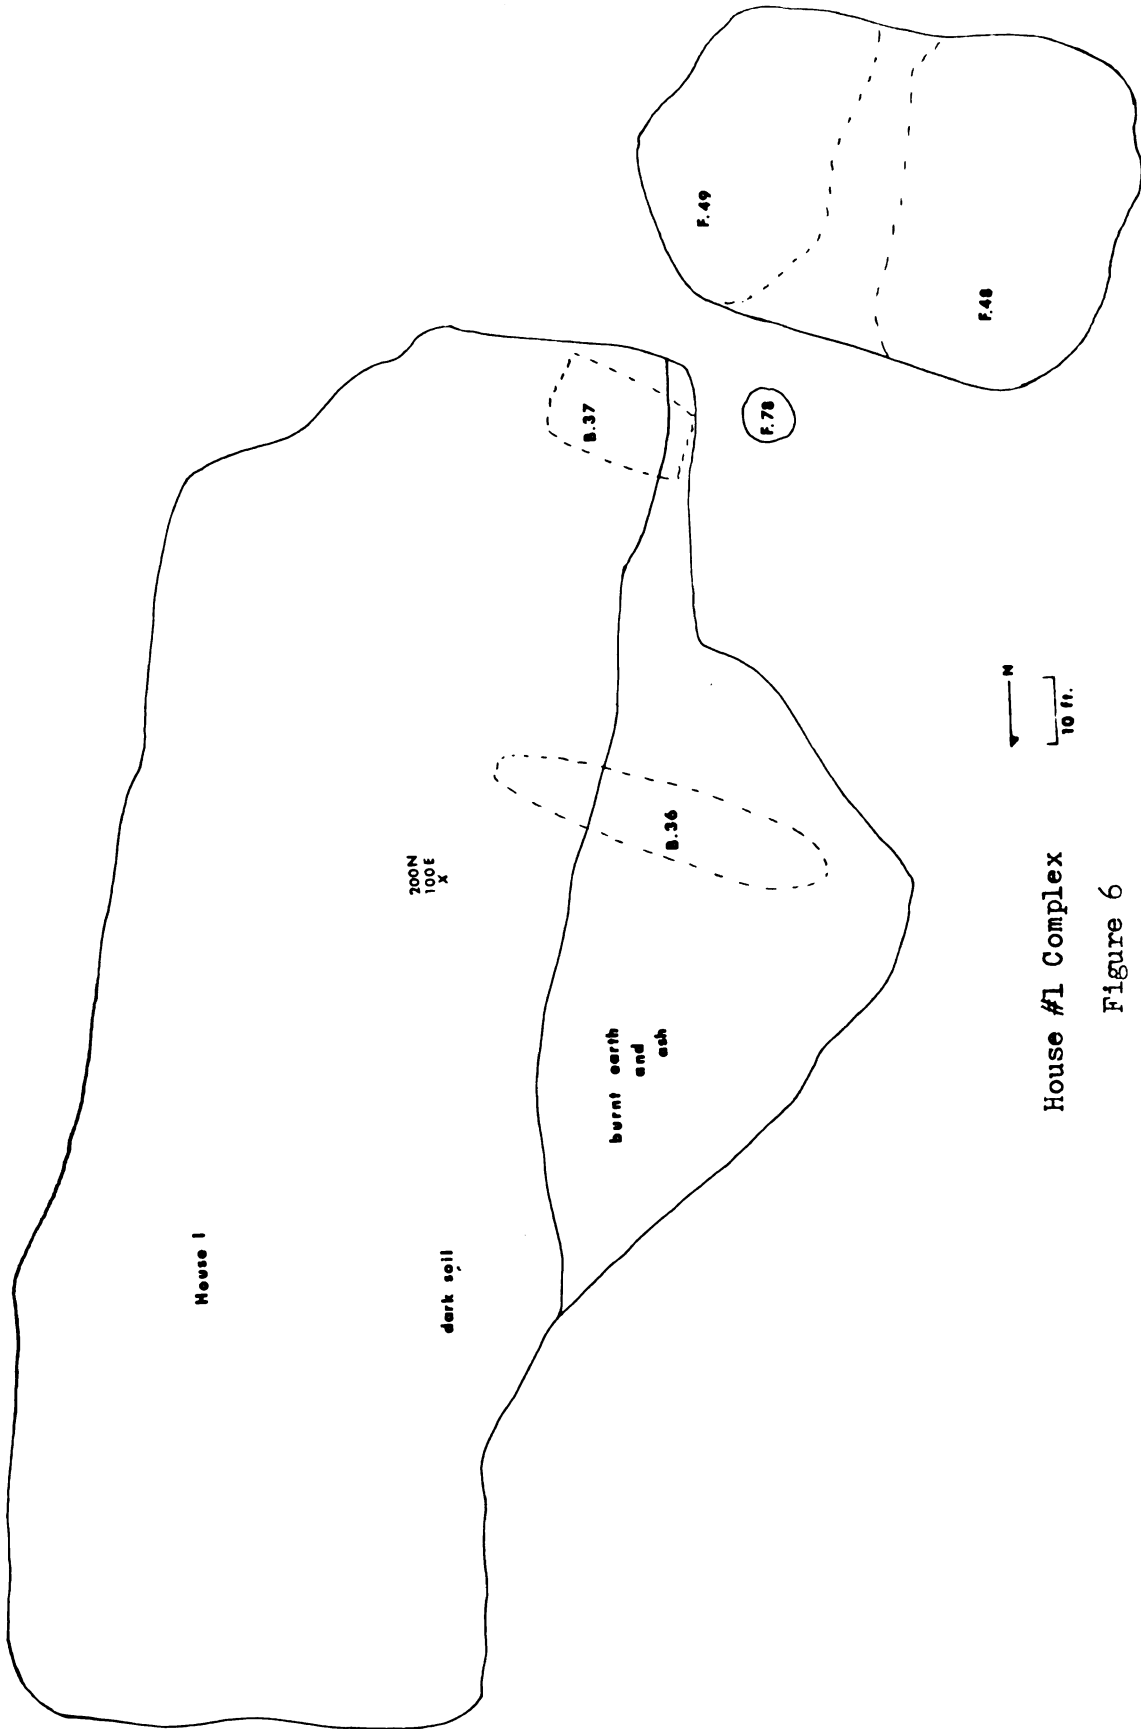 House 1
dark soil
200N
100E
X
burnt earth
and
ash
B.36
B.37
F.78
F.49
F.48
N
10 ft.
House #1 Complex
Figure 6